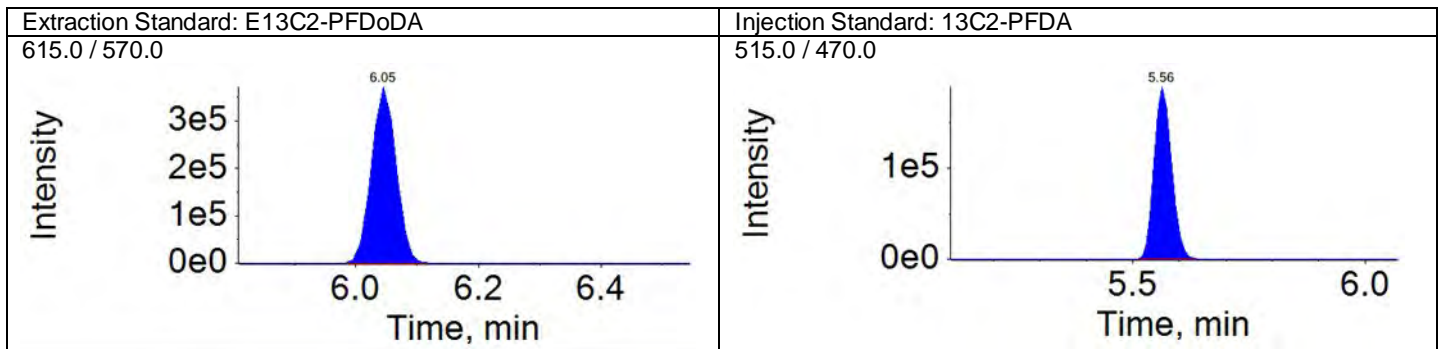 Extraction Standard: E13C2-PFDoDA
615.0 / 570.0
6.05
Intensity
3e5
2e5
1e5
0e0
6.0 6.2 6.4
Time, min
Injection Standard: 13C2-PFDA
515.0 / 470.0
5.56
Intensity
1e5
0e0
5.5 6.0
Time, min